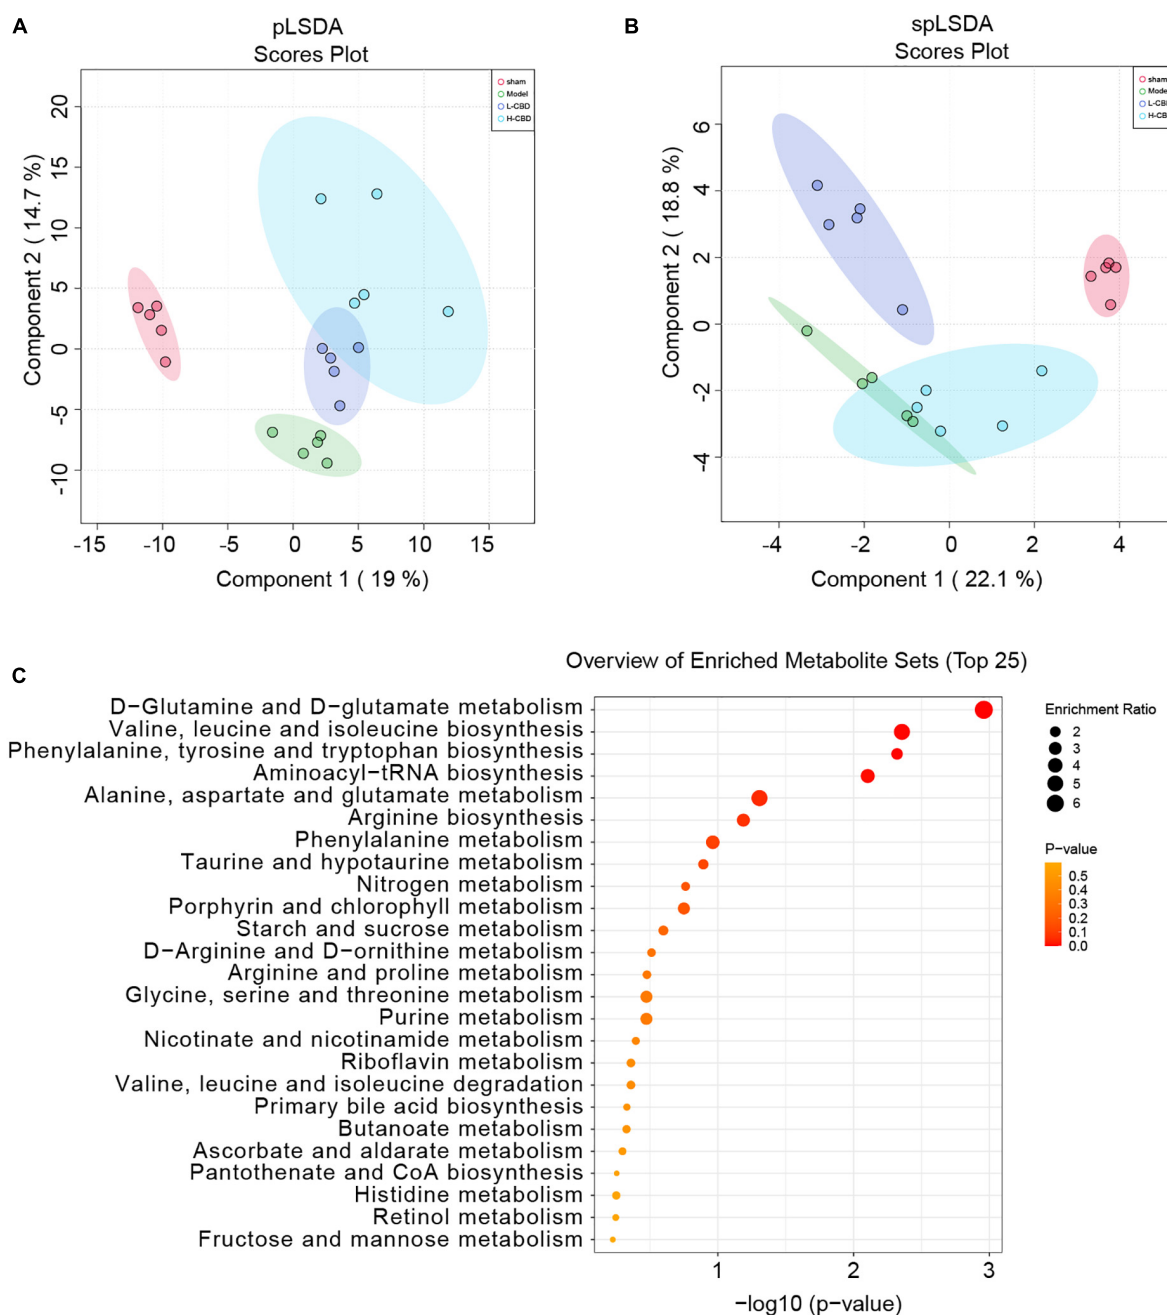 A
pLSDA
Scores Plot
sham
Model
L-CBD
H-CBD
20
15
10
5
0
-5
-10
Component 2 ( 14.7 %)
-15
-10
-5
0
5
10
15
Component 1 ( 19 %)
B
spLSDA
Scores Plot
sham
Model
L-CB
H-CB
6
4
2
0
-2
-4
Component 2 ( 18.8 %)
-4
-2
0
2
4
Component 1 ( 22.1 %)
C
Overview of Enriched Metabolite Sets (Top 25)
D−Glutamine and D−glutamate metabolism
Valine, leucine and isoleucine biosynthesis
Phenylalanine, tyrosine and tryptophan biosynthesis
Aminoacyl−tRNA biosynthesis
Alanine, aspartate and glutamate metabolism
Arginine biosynthesis
Phenylalanine metabolism
Taurine and hypotaurine metabolism
Nitrogen metabolism
Porphyrin and chlorophyll metabolism
Starch and sucrose metabolism
D−Arginine and D−ornithine metabolism
Arginine and proline metabolism
Glycine, serine and threonine metabolism
Purine metabolism
Nicotinate and nicotinamide metabolism
Riboflavin metabolism
Valine, leucine and isoleucine degradation
Primary bile acid biosynthesis
Butanoate metabolism
Ascorbate and aldarate metabolism
Pantothenate and CoA biosynthesis
Histidine metabolism
Retinol metabolism
Fructose and mannose metabolism
1
2
3
−log10 (p−value)
Enrichment Ratio
2
3
4
5
6
P−value
0.5
0.4
0.3
0.2
0.1
0.0